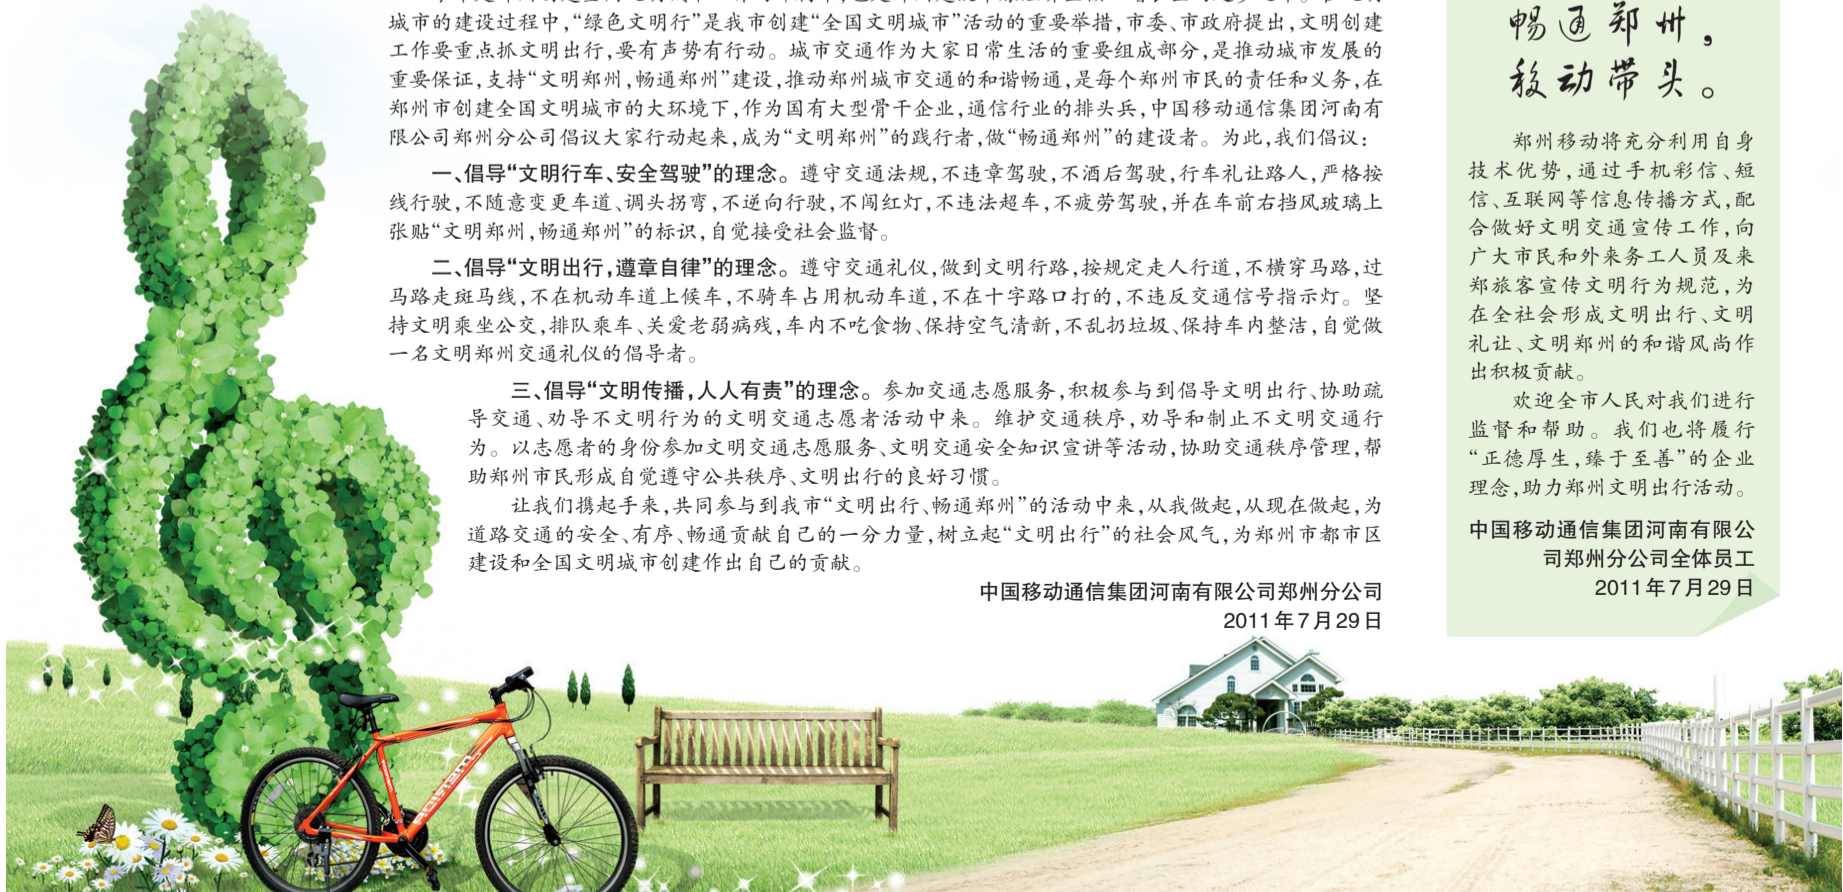 城市的建设过程中，“绿色文明行”是我市创建“全国文明城市”活动的重要举措，市委、市政府提出，文明创建
工作要重点抓文明出行，要有声势有行动。城市交通作为大家日常生活的重要组成部分，是推动城市发展的
重要保证，支持“文明郑州，畅通郑州”建设，推动郑州城市交通的和谐畅通，是每个郑州市民的责任和义务，在
郑州市创建全国文明城市的大环境下，作为国有大型骨干企业，通信行业的排头兵，中国移动通信集团河南有
限公司郑州分公司倡议大家行动起来，成为“文明郑州”的践行者，做“畅通郑州”的建设者。为此，我们倡议：
一、倡导“文明行车、安全驾驶”的理念。遵守交通法规，不违章驾驶，不酒后驾驶，行车礼让路人，严格按
线行驶，不随意变更车道、调头拐弯，不逆向行驶，不闯红灯，不违法超车，不疲劳驾驶，并在车前右挡风玻璃上
张贴“文明郑州，畅通郑州”的标识，自觉接受社会监督。
二、倡导“文明出行，遵章自律”的理念。遵守交通礼仪，做到文明行路，按规定走人行道，不横穿马路，过
马路走斑马线，不在机动车道上候车，不骑车占用机动车道，不在十字路口打的，不违反交通信号指示灯。坚
持文明乘坐公交，排队乘车、关爱老弱病残，车内不吃食物、保持空气清新，不乱扔垃圾、保持车内整洁，自觉做
一名文明郑州交通礼仪的倡导者。
三、倡导“文明传播，人人有责”的理念。参加交通志愿服务，积极参与到倡导文明出行、协助疏
导交通、劝导不文明行为的文明交通志愿者活动中来。维护交通秩序，劝导和制止不文明交通行
为。以志愿者的身份参加文明交通志愿服务、文明交通安全知识宣讲等活动，协助交通秩序管理，帮
助郑州市民形成自觉遵守公共秩序、文明出行的良好习惯。
让我们携起手来，共同参与到我市“文明出行、畅通郑州”的活动中来，从我做起，从现在做起，为
道路交通的安全、有序、畅通贡献自己的一分力量，树立起“文明出行”的社会风气，为郑州市都市区
建设和全国文明城市创建作出自己的贡献。
中国移动通信集团河南有限公司郑州分公司
2011年7月29日
畅通郑州，
移动带头。
郑州移动将充分利用自身
技术优势，通过手机彩信、短
信、互联网等信息传播方式，配
合做好文明交通宣传工作，向
广大市民和外来务工人员及来
郑旅客宣传文明行为规范，为
在全社会形成文明出行、文明
礼让、文明郑州的和谐风尚作
出积极贡献。
欢迎全市人民对我们进行
监督和帮助。我们也将履行
“正德厚生，臻于至善”的企业
理念，助力郑州文明出行活动。
中国移动通信集团河南有限公
司郑州分公司全体员工
2011年7月29日